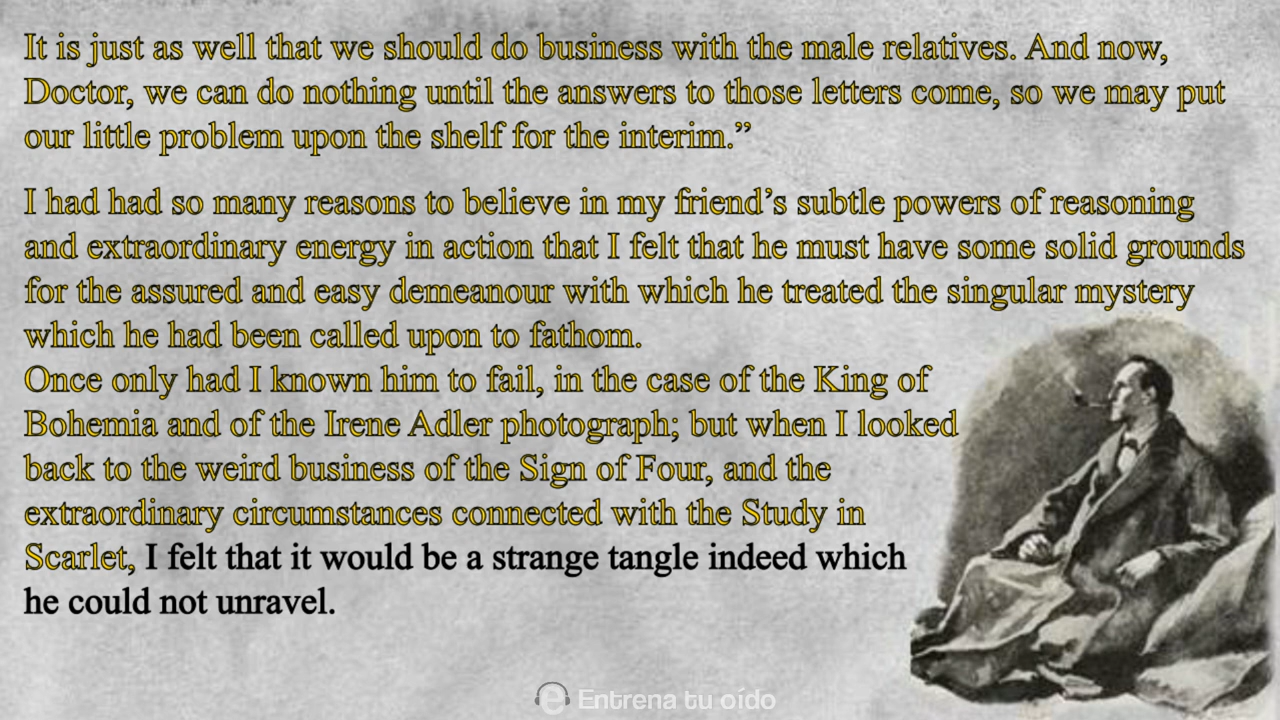 It is just as well that we should do business with the male relatives. And now,
Doctor, we can do nothing until the answers to those letters come, so we may put
our little problem upon the shelf for the interim.”
I had had so many reasons to believe in my friend’s subtle powers of reasoning
and extraordinary energy in action that I felt that he must have some solid grounds
for the assured and easy demeanour with which he treated the singular mystery
which he had been called upon to fathom.
Once only had I known him to fail, in the case of the King of
Bohemia and of the Irene Adler photograph; but when I looked
back to the weird business of the Sign of Four, and the
extraordinary circumstances connected with the Study in
Scarlet, I felt that it would be a strange tangle indeed which
he could not unravel.
e Entrena tu oído